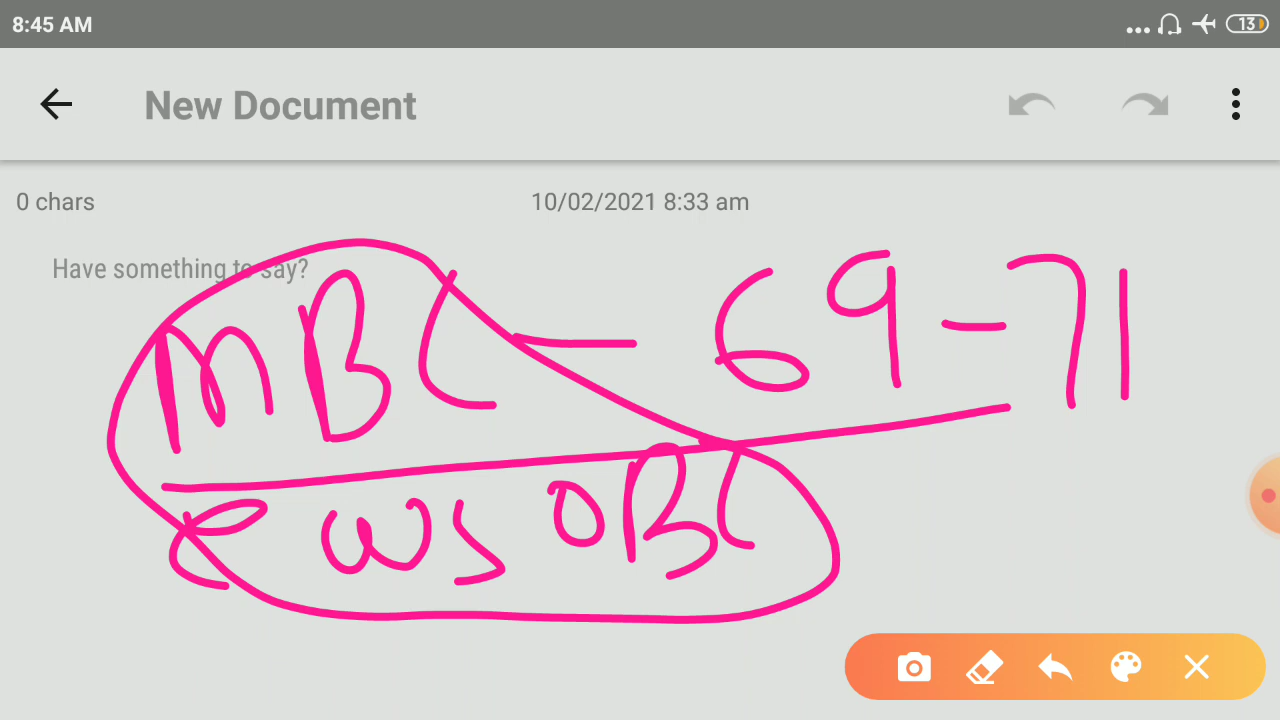 8:45 AM 13
New Document
0 chars 10/02/2021 8:33 am
Have something to say?
MBC - 69-71
EWS OBC